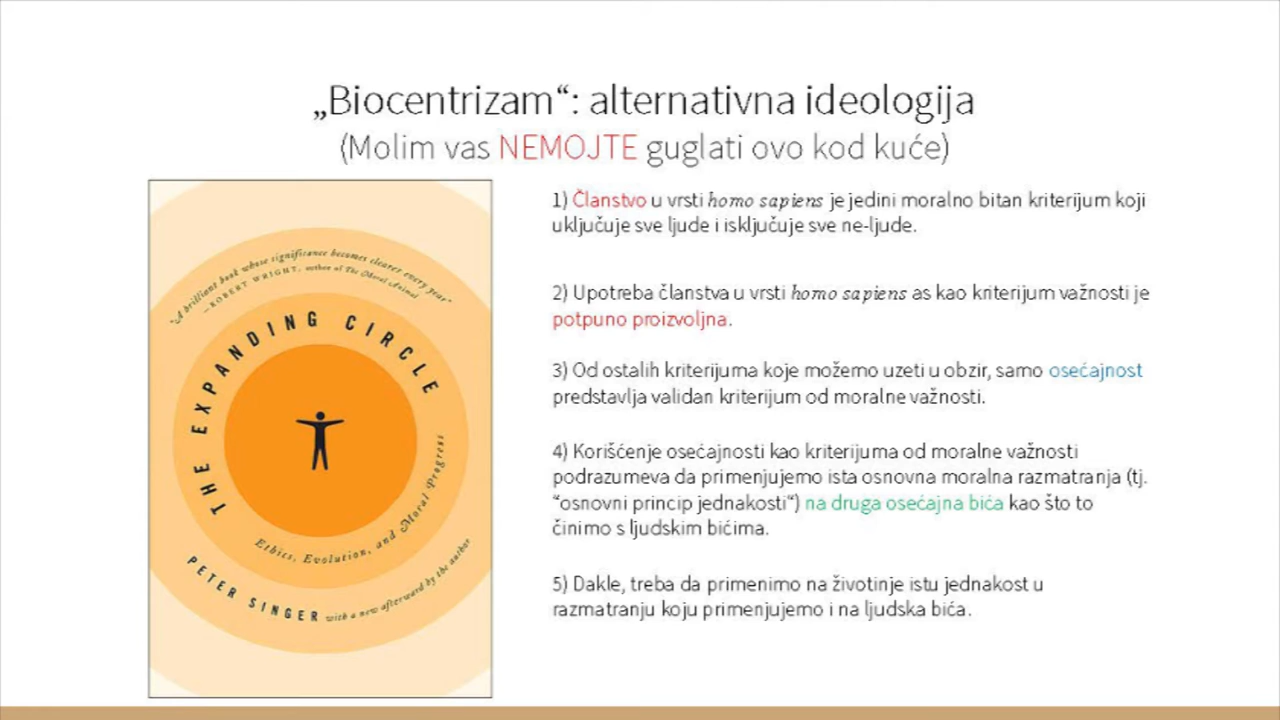 „Biocentrizam“: alternativna ideologija
(Molim vas NEMOJTE guglati ovo kod kuće)
"A brilliant book whose significance becomes clearer every year"
—ROBERT WRIGHT, author of The Moral Animal
THE EXPANDING CIRCLE
Ethics, Evolution, and Moral Progress
PETER SINGER with a new afterword by the author
1) Članstvo u vrsti homo sapiens je jedini moralno bitan kriterijum koji
uključuje sve ljude i isključuje sve ne-ljude.
2) Upotreba članstva u vrsti homo sapiens as kao kriterijum važnosti je
potpuno proizvoljna.
3) Od ostalih kriterijuma koje možemo uzeti u obzir, samo osećajnost
predstavlja validan kriterijum od moralne važnosti.
4) Korišćenje osećajnosti kao kriterijuma od moralne važnosti
podrazumeva da primenjujemo ista osnovna moralna razmatranja (tj.
“osnovni princip jednakosti“) na druga osećajna bića kao što to
činimo s ljudskim bićima.
5) Dakle, treba da primenimo na životinje istu jednakost u
razmatranju koju primenjujemo i na ljudska bića.